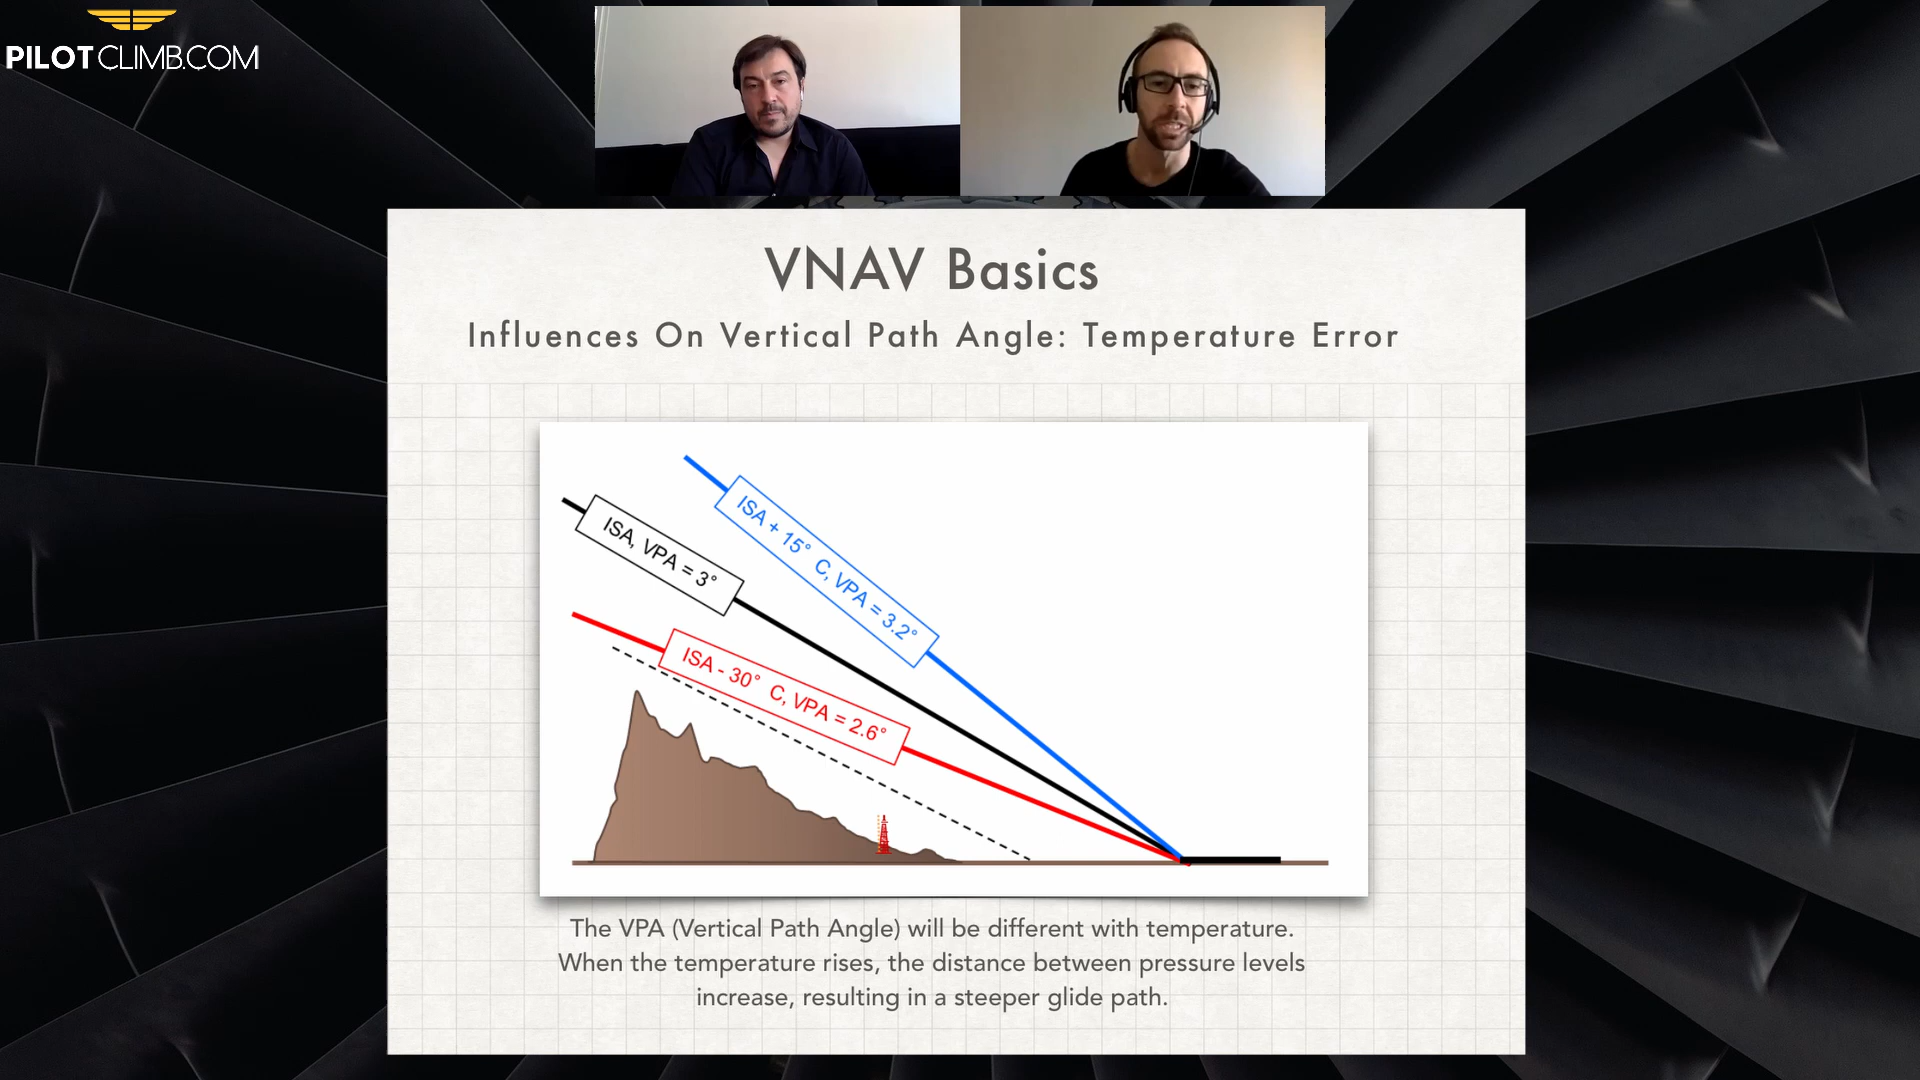 PILOTCLIMB.COM
VNAV Basics
Influences On Vertical Path Angle: Temperature Error
ISA + 15° C, VPA = 3.2°
ISA, VPA = 3°
ISA - 30° C, VPA = 2.6°
The VPA (Vertical Path Angle) will be different with temperature.
When the temperature rises, the distance between pressure levels
increase, resulting in a steeper glide path.